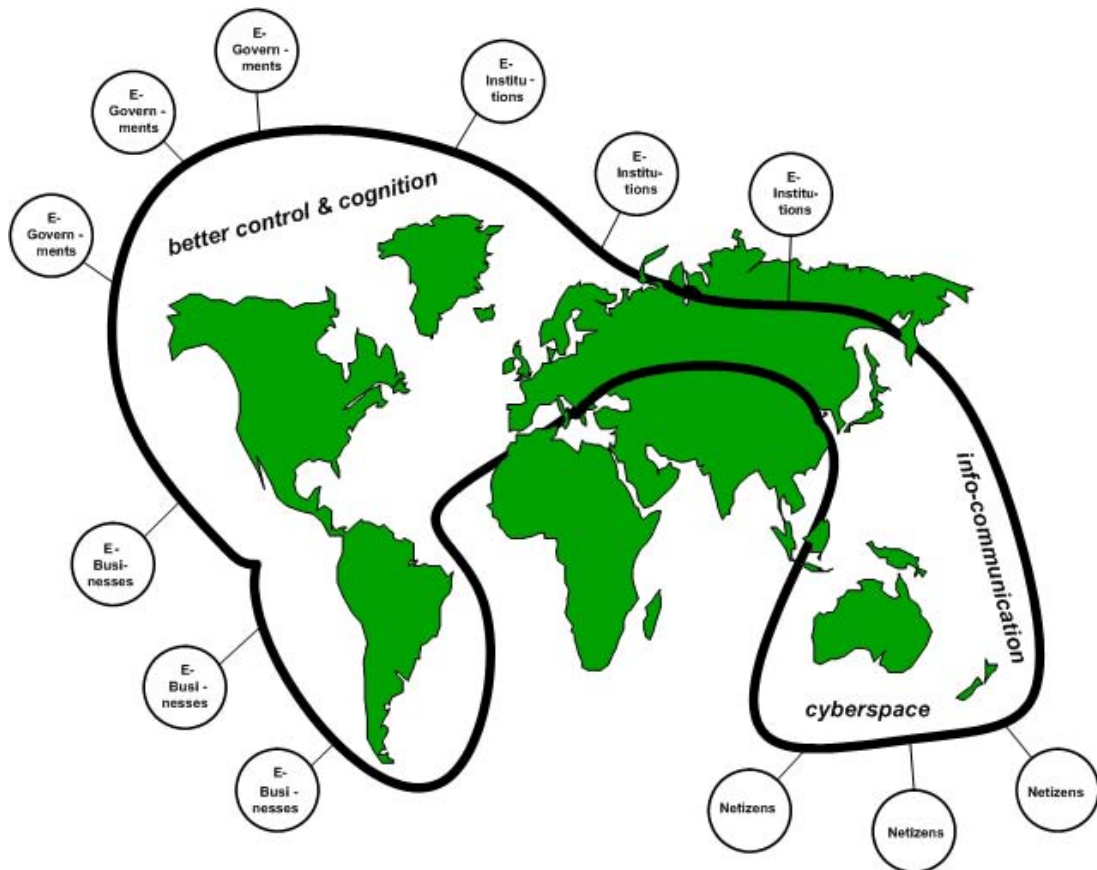 E-
Govern -
ments
E-
Institu -
tions
E-
Govern -
ments
E-
Institu-
tions
E-
Institu-
tions
E-
Govern -
ments
better control & cognition
E-
Busi-
nesses
info-communication
E-
Busi -
nesses
cyberspace
E-
Busi -
nesses
Netizens
Netizens
Netizens